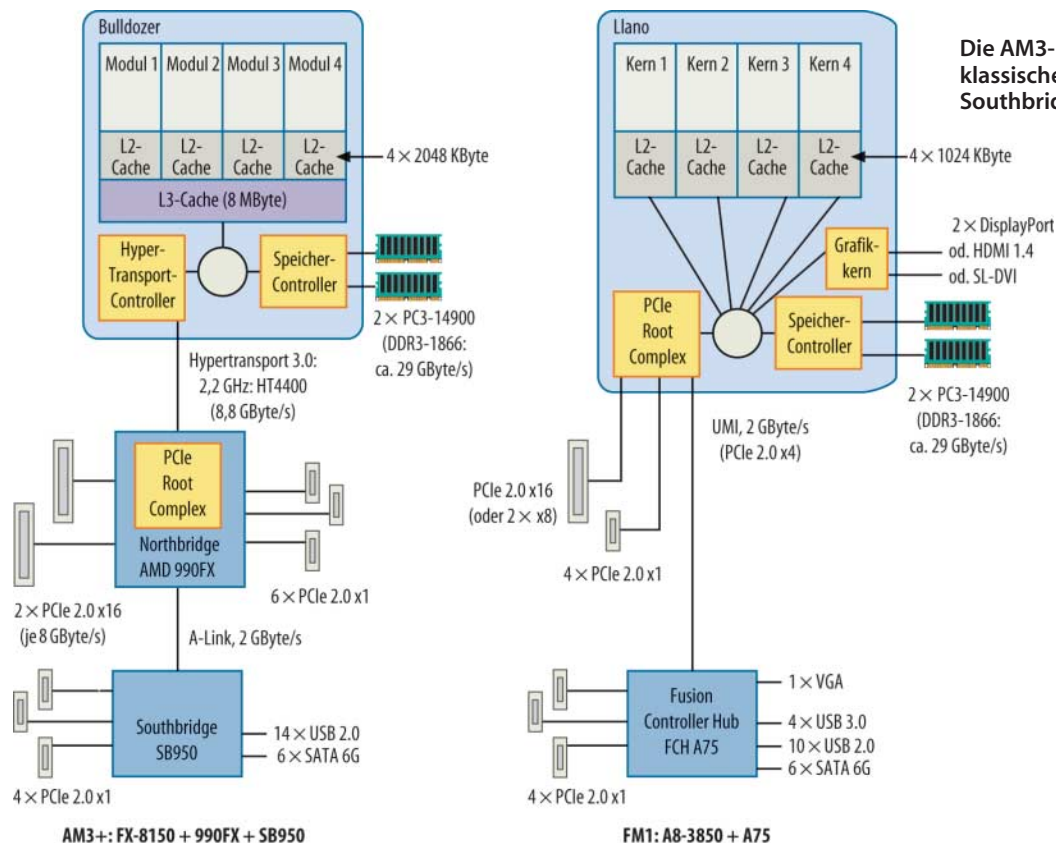 Bulldozer
Modul 1 Modul 2 Modul 3 Modul 4
L2-Cache L2-Cache L2-Cache L2-Cache
4 × 2048 KByte
L3-Cache (8 MByte)
Hyper-
Transport-
Controller
Speicher-
Controller
2 × PC3-14900
(DDR3-1866:
ca. 29 GByte/s)
Hypertransport 3.0:
2,2 GHz: HT4400
(8,8 GByte/s)
PCIe
Root
Complex
Northbridge
AMD 990FX
2 × PCIe 2.0 x16
(je 8 GByte/s)
6 × PCIe 2.0 x1
A-Link, 2 GByte/s
Southbridge
SB950
14 × USB 2.0
6 × SATA 6G
4 × PCIe 2.0 x1
AM3+: FX-8150 + 990FX + SB950
Llano
Kern 1 Kern 2 Kern 3 Kern 4
L2-Cache L2-Cache L2-Cache L2-Cache
4 × 1024 KByte
Grafik-
kern
2 × DisplayPort
od. HDMI 1.4
od. SL-DVI
PCIe
Root
Complex
Speicher-
Controller
2 × PC3-14900
(DDR3-1866:
ca. 29 GByte/s)
UMI, 2 GByte/s
(PCIe 2.0 x4)
PCIe 2.0 x16
(oder 2 × x8)
4 × PCIe 2.0 x1
Fusion
Controller Hub
FCH A75
1 × VGA
4 × USB 3.0
10 × USB 2.0
6 × SATA 6G
4 × PCIe 2.0 x1
FM1: A8-3850 + A75
Die AM3-
klassische
Southbrid